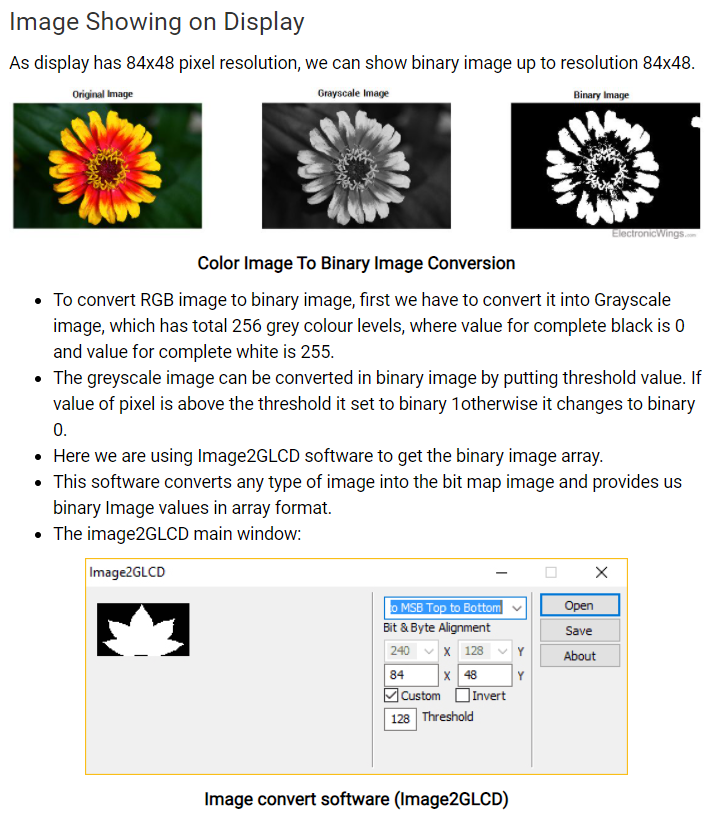 Image Showing on Display
As display has 84x48 pixel resolution, we can show binary image up to resolution 84x48.
Original Image
Grayscale Image
Binary Image
ElectronicWings.com
Color Image To Binary Image Conversion
• To convert RGB image to binary image, first we have to convert it into Grayscale
image, which has total 256 grey colour levels, where value for complete black is 0
and value for complete white is 255.
• The greyscale image can be converted in binary image by putting threshold value. If
value of pixel is above the threshold it set to binary 1otherwise it changes to binary
0.
• Here we are using Image2GLCD software to get the binary image array.
• This software converts any type of image into the bit map image and provides us
binary Image values in array format.
• The image2GLCD main window:
Image2GLCD
o MSB Top to Bottom
Open
Bit & Byte Alignment
Save
240 X 128 Y
About
84 X 48 Y
Custom Invert
128 Threshold
Image convert software (Image2GLCD)